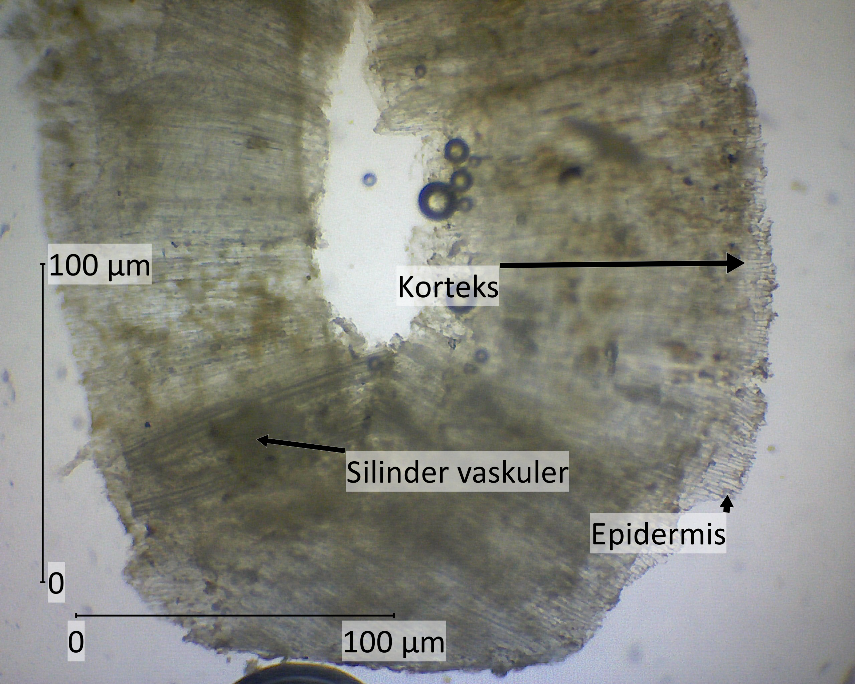 100 µm
Korteks
Silinder vaskuler
Epidermis
0
0
100 µm